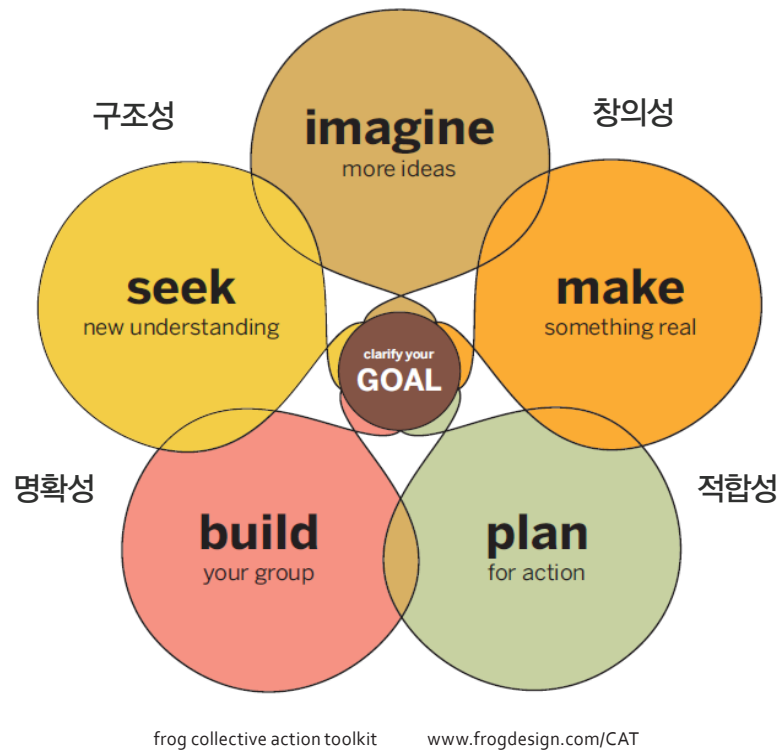 구조성
창의성
imagine
more ideas
seek
new understanding
make
something real
clarify your
GOAL
명확성
적합성
build
your group
plan
for action
frog collective action toolkit www.frogdesign.com/CAT